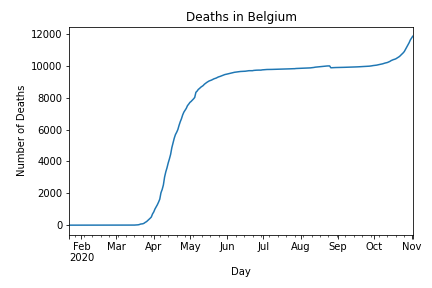 Deaths in Belgium
12000
10000
8000
6000
4000
2000
0
Number of Deaths
Feb Mar Apr May Jun Jul Aug Sep Oct Nov
2020
Day